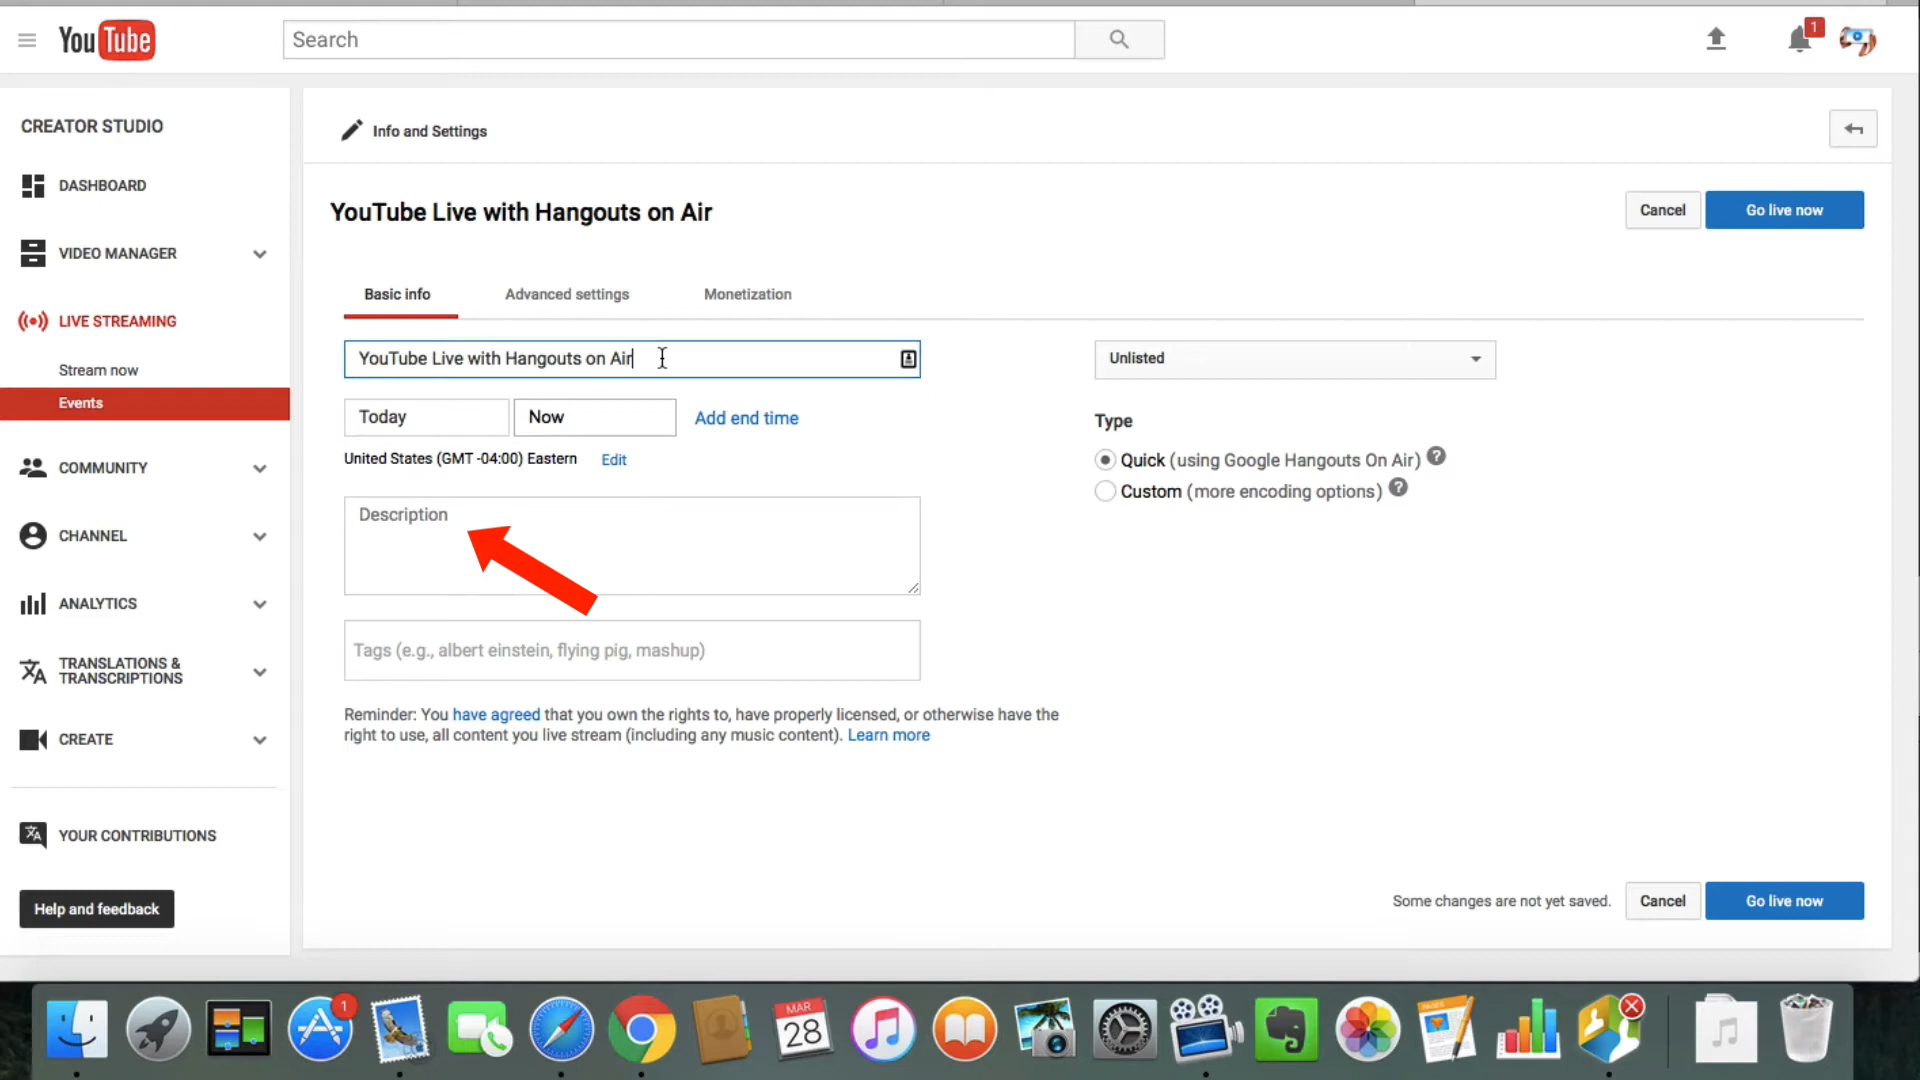 YouTube
Search
1
CREATOR STUDIO
Info and Settings
DASHBOARD
YouTube Live with Hangouts on Air
Cancel
Go live now
VIDEO MANAGER
Basic info
Advanced settings
Monetization
LIVE STREAMING
YouTube Live with Hangouts on Air
Unlisted
Stream now
Events
Today
Now
Add end time
Type
United States (GMT -04:00) Eastern
Edit
Quick (using Google Hangouts On Air) ?
Custom (more encoding options) ?
COMMUNITY
Description
CHANNEL
ANALYTICS
Tags (e.g., albert einstein, flying pig, mashup)
TRANSLATIONS &
TRANSCRIPTIONS
Reminder: You have agreed that you own the rights to, have properly licensed, or otherwise have the
right to use, all content you live stream (including any music content). Learn more
CREATE
YOUR CONTRIBUTIONS
Help and feedback
Some changes are not yet saved.
Cancel
Go live now
1
MAR
28
PAGES